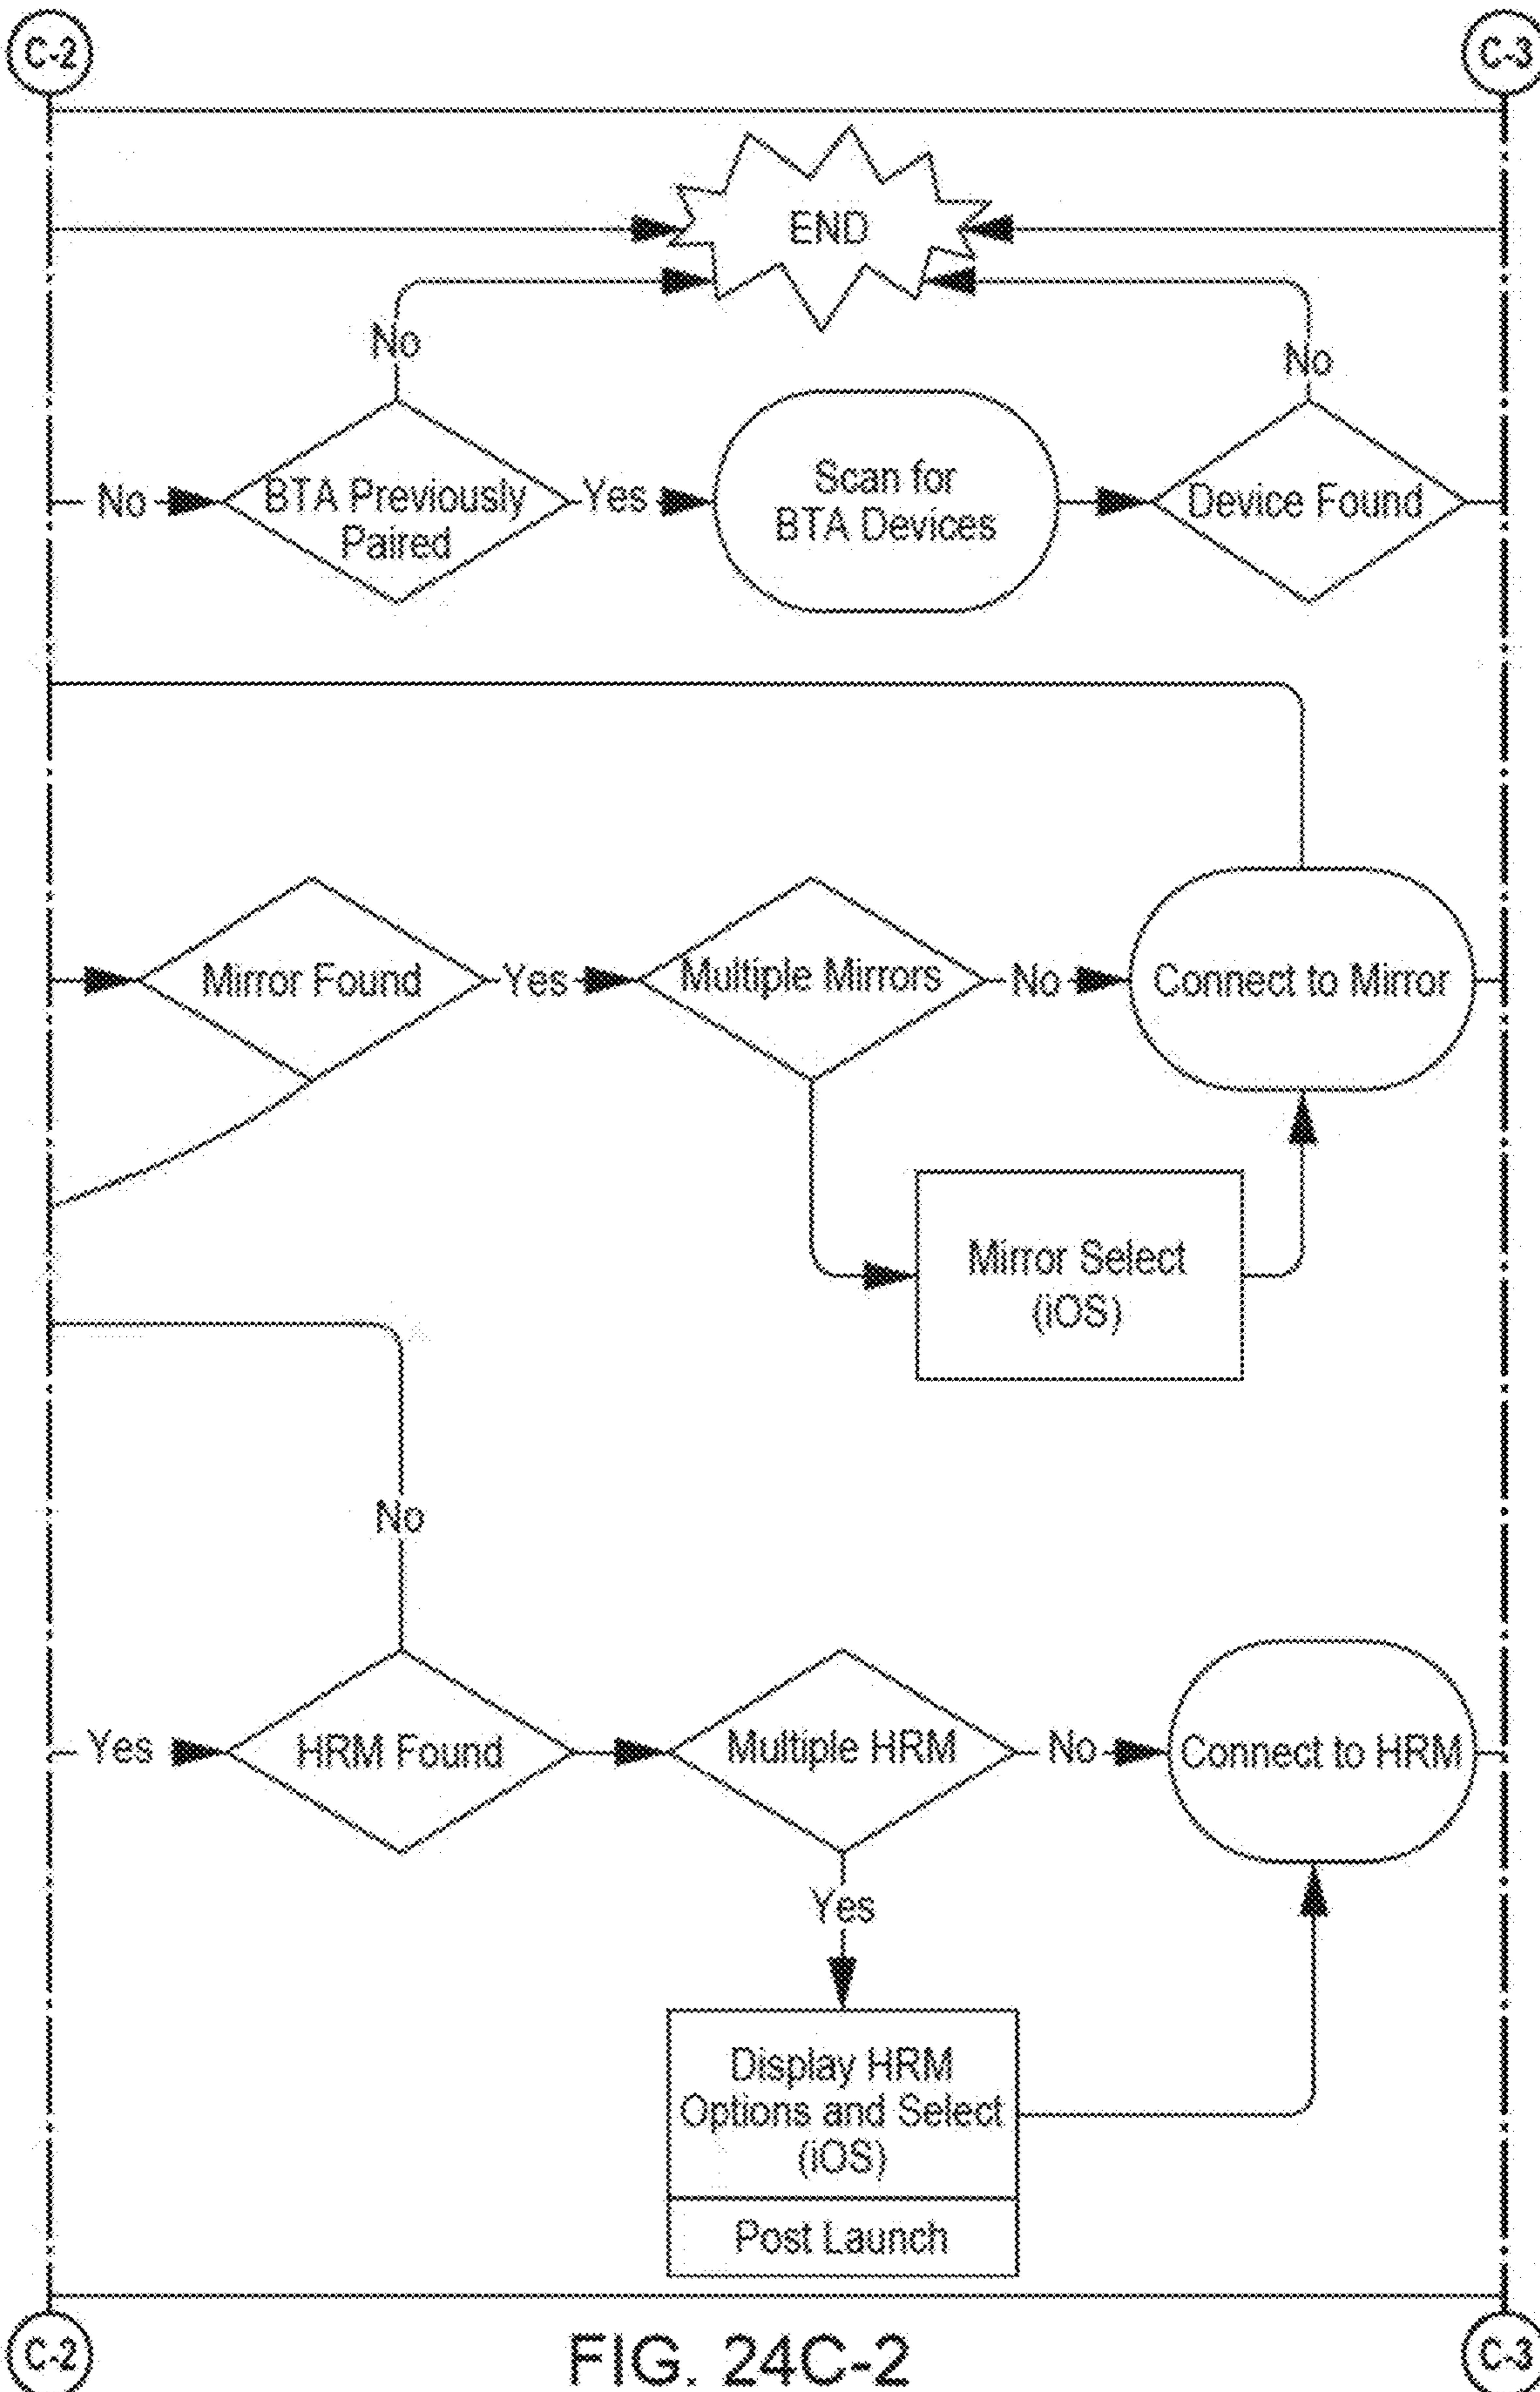 C-2
C-3
END
No
No
No
BTA Previously
Paired
Yes
Scan for
BTA Devices
Device Found
Mirror Found
Yes
Multiple Mirrors
No
Connect to Mirror
Mirror Select
(iOS)
No
Yes
HRM Found
Multiple HRM
No
Connect to HRM
Yes
Display HRM
Options and Select
(iOS)
Post Launch
C-2
FIG. 24C-2
C-3